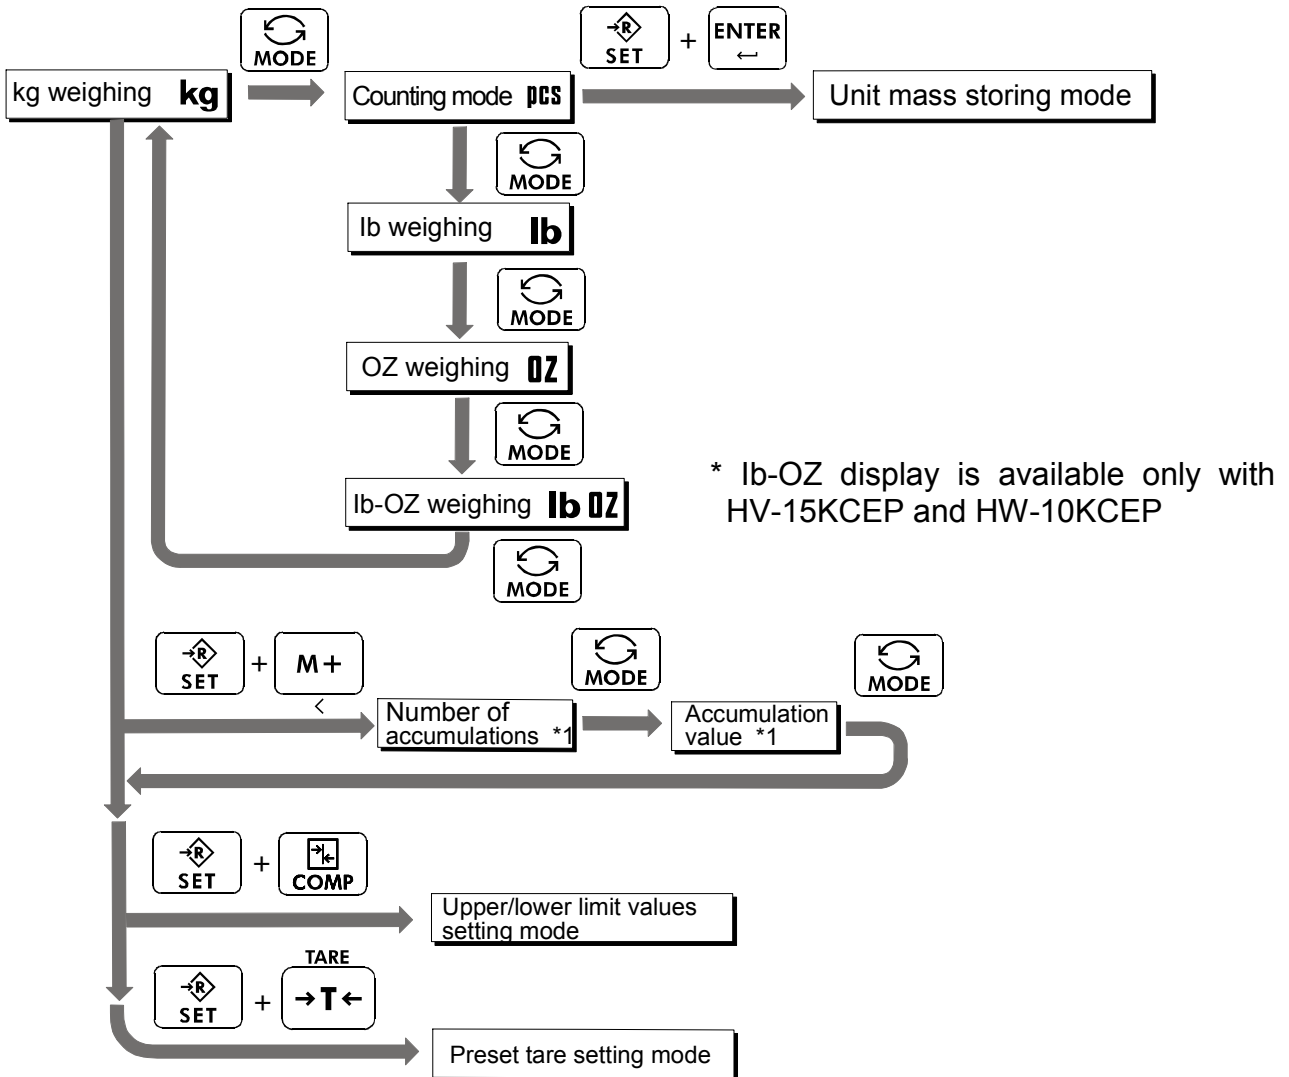 MODE
SET + ENTER
kg weighing kg
Counting mode pcs
Unit mass storing mode
MODE
lb weighing lb
MODE
OZ weighing OZ
MODE
lb-OZ weighing lb OZ
* lb-OZ display is available only with
HV-15KCEP and HW-10KCEP
MODE
SET + M+
<
MODE
MODE
Number of
accumulations *1
Accumulation
value *1
SET + COMP
Upper/lower limit values
setting mode
TARE
SET + →T←
Preset tare setting mode